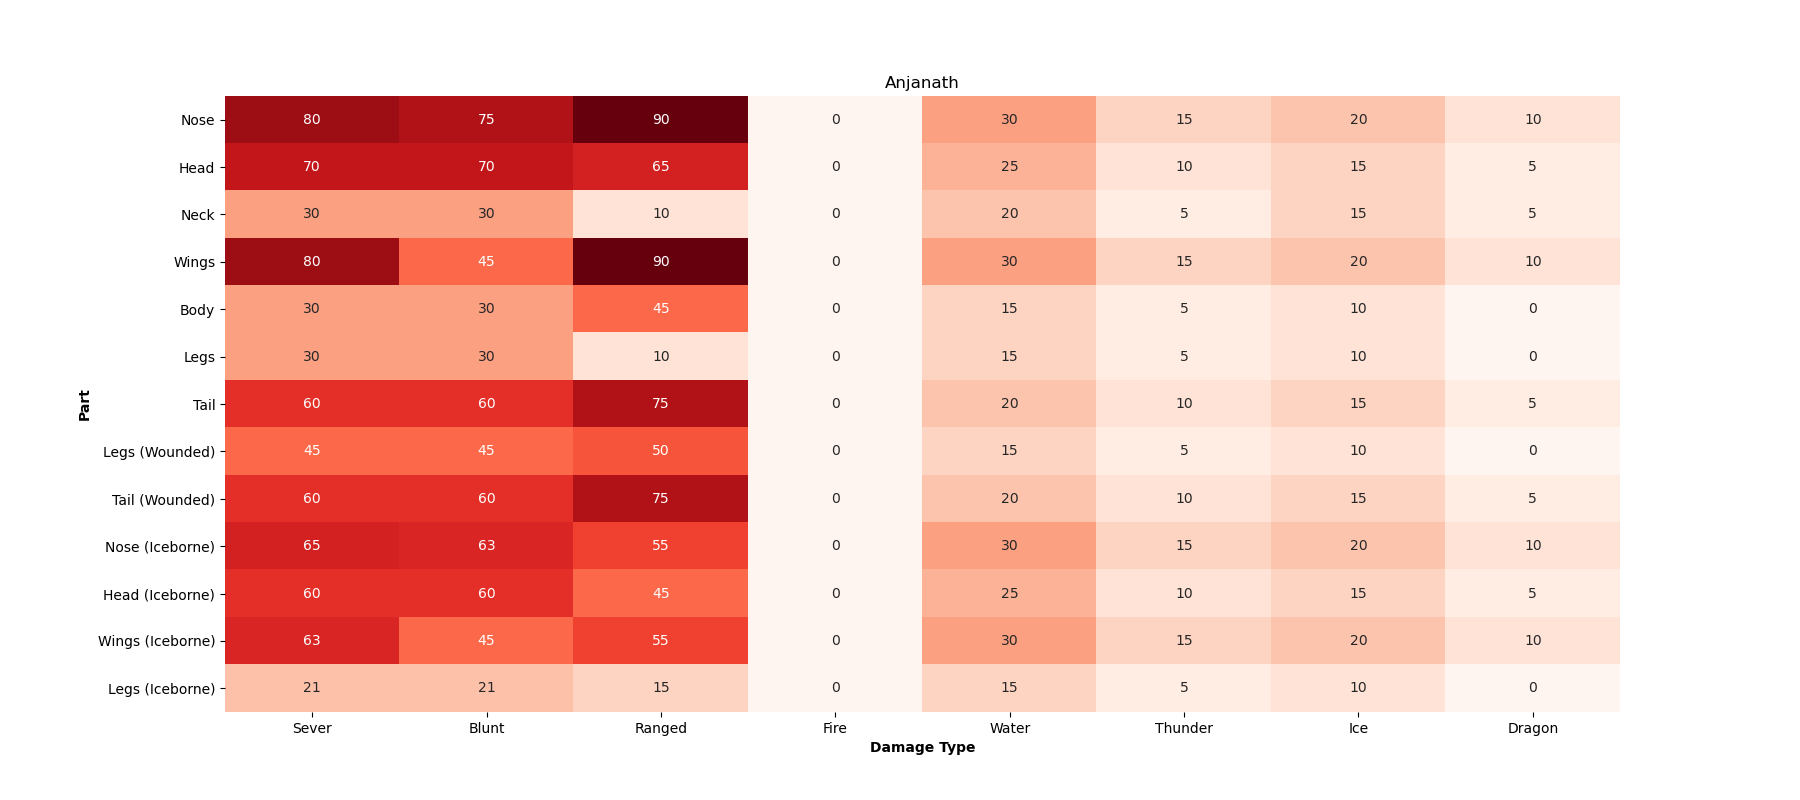 Anjanath
Part
Nose 80 75 90 0 30 15 20 10
Head 70 70 65 0 25 10 15 5
Neck 30 30 10 0 20 5 15 5
Wings 80 45 90 0 30 15 20 10
Body 30 30 45 0 15 5 10 0
Legs 30 30 10 0 15 5 10 0
Tail 60 60 75 0 20 10 15 5
Legs (Wounded) 45 45 50 0 15 5 10 0
Tail (Wounded) 60 60 75 0 20 10 15 5
Nose (Iceborne) 65 63 55 0 30 15 20 10
Head (Iceborne) 60 60 45 0 25 10 15 5
Wings (Iceborne) 63 45 55 0 30 15 20 10
Legs (Iceborne) 21 21 15 0 15 5 10 0
Sever Blunt Ranged Fire Water Thunder Ice Dragon
Damage Type